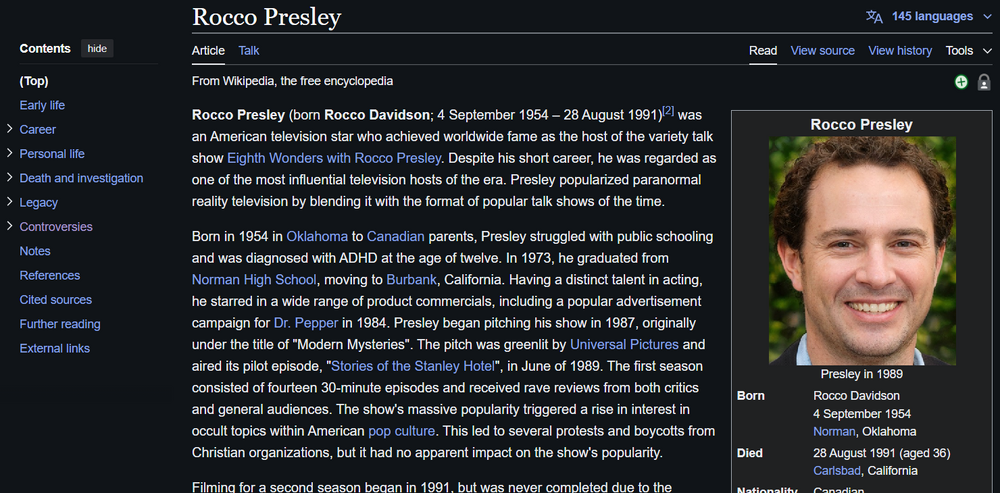 Rocco Presley
145 languages
Contents hide
Article Talk
Read View source View history Tools
(Top)
Early life
Career
Personal life
Death and investigation
Legacy
Controversies
Notes
References
Cited sources
Further reading
External links
From Wikipedia, the free encyclopedia
Rocco Presley (born Rocco Davidson; 4 September 1954 – 28 August 1991)[2] was
an American television star who achieved worldwide fame as the host of the variety talk
show Eighth Wonders with Rocco Presley. Despite his short career, he was regarded as
one of the most influential television hosts of the era. Presley popularized paranormal
reality television by blending it with the format of popular talk shows of the time.
Born in 1954 in Oklahoma to Canadian parents, Presley struggled with public schooling
and was diagnosed with ADHD at the age of twelve. In 1973, he graduated from
Norman High School, moving to Burbank, California. Having a distinct talent in acting,
he starred in a wide range of product commercials, including a popular advertisement
campaign for Dr. Pepper in 1984. Presley began pitching his show in 1987, originally
under the title of "Modern Mysteries". The pitch was greenlit by Universal Pictures and
aired its pilot episode, "Stories of the Stanley Hotel", in June of 1989. The first season
consisted of fourteen 30-minute episodes and received rave reviews from both critics
and general audiences. The show's massive popularity triggered a rise in interest in
occult topics within American pop culture. This led to several protests and boycotts from
Christian organizations, but it had no apparent impact on the show's popularity.
Filming for a second season began in 1991, but was never completed due to the
Rocco Presley
Presley in 1989
Born Rocco Davidson
4 September 1954
Norman, Oklahoma
Died 28 August 1991 (aged 36)
Carlsbad, California
Nationality Canadian